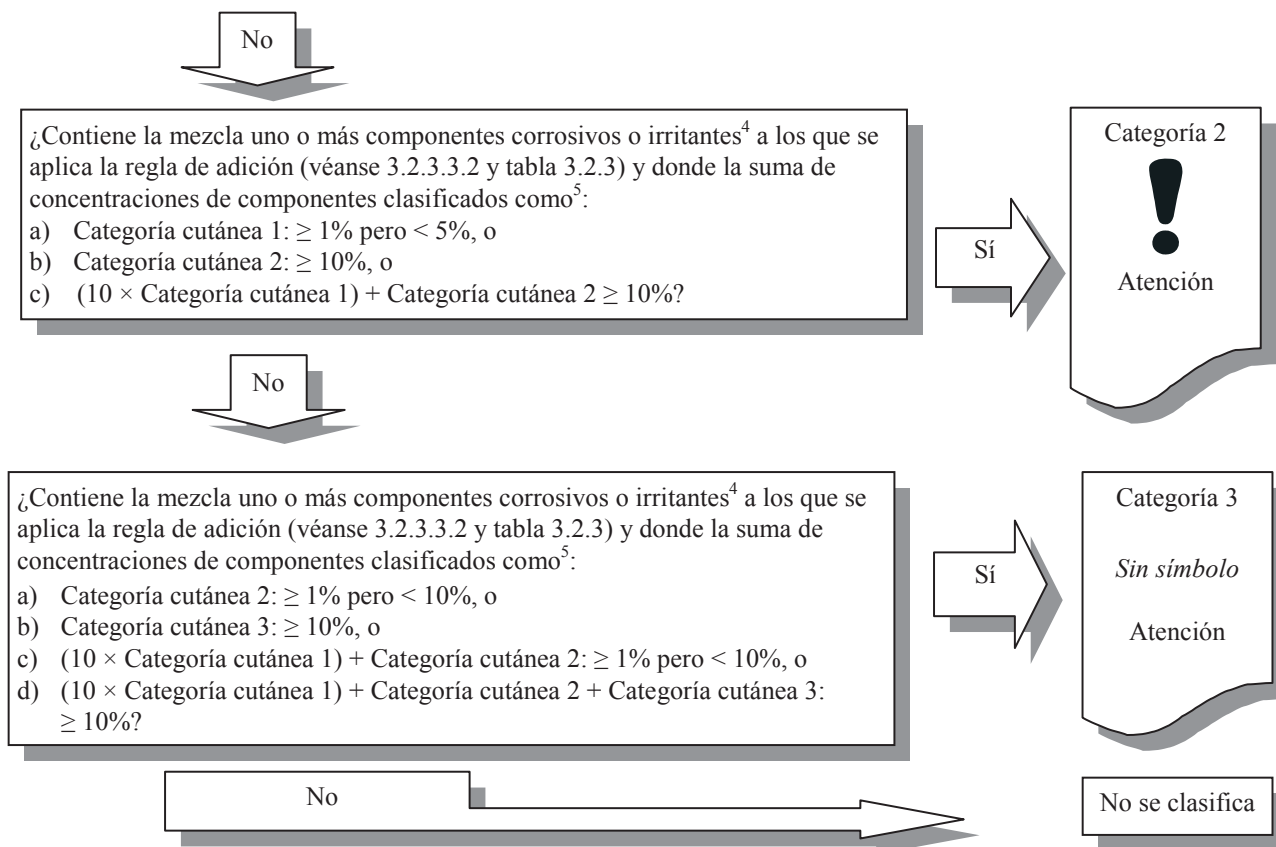 No
¿Contiene la mezcla uno o más componentes corrosivos o irritantes⁴ a los que se
aplica la regla de adición (véanse 3.2.3.3.2 y tabla 3.2.3) y donde la suma de
concentraciones de componentes clasificados como⁵:
a) Categoría cutánea 1: ≥ 1% pero < 5%, o
b) Categoría cutánea 2: ≥ 10%, o
c) (10 × Categoría cutánea 1) + Categoría cutánea 2 ≥ 10%?
Sí
Categoría 2
Atención
No
¿Contiene la mezcla uno o más componentes corrosivos o irritantes⁴ a los que se
aplica la regla de adición (véanse 3.2.3.3.2 y tabla 3.2.3) y donde la suma de
concentraciones de componentes clasificados como⁵:
a) Categoría cutánea 2: ≥ 1% pero < 10%, o
b) Categoría cutánea 3: ≥ 10%, o
c) (10 × Categoría cutánea 1) + Categoría cutánea 2: ≥ 1% pero < 10%, o
d) (10 × Categoría cutánea 1) + Categoría cutánea 2 + Categoría cutánea 3:
≥ 10%?
Sí
Categoría 3
Sin símbolo
Atención
No
No se clasifica